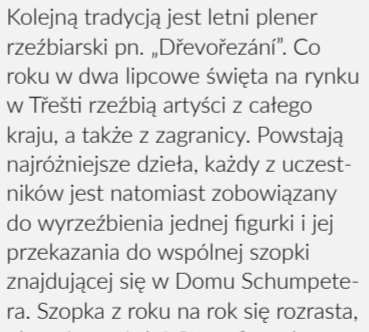 Kolejną tradycją jest letni plener
rzeźbiarski pn. „Dřevořezání”. Co
roku w dwa lipcowe święta na rynku
w Třešti rzeźbią artyści z całego
kraju, a także z zagranicy. Powstają
najróżniejsze dzieła, każdy z uczest-
ników jest natomiast zobowiązany
do wyrzeźbienia jednej figurki i jej
przekazania do wspólnej szopki
znajdującej się w Domu Schumpete-
ra. Szopka z roku na rok się rozrasta,